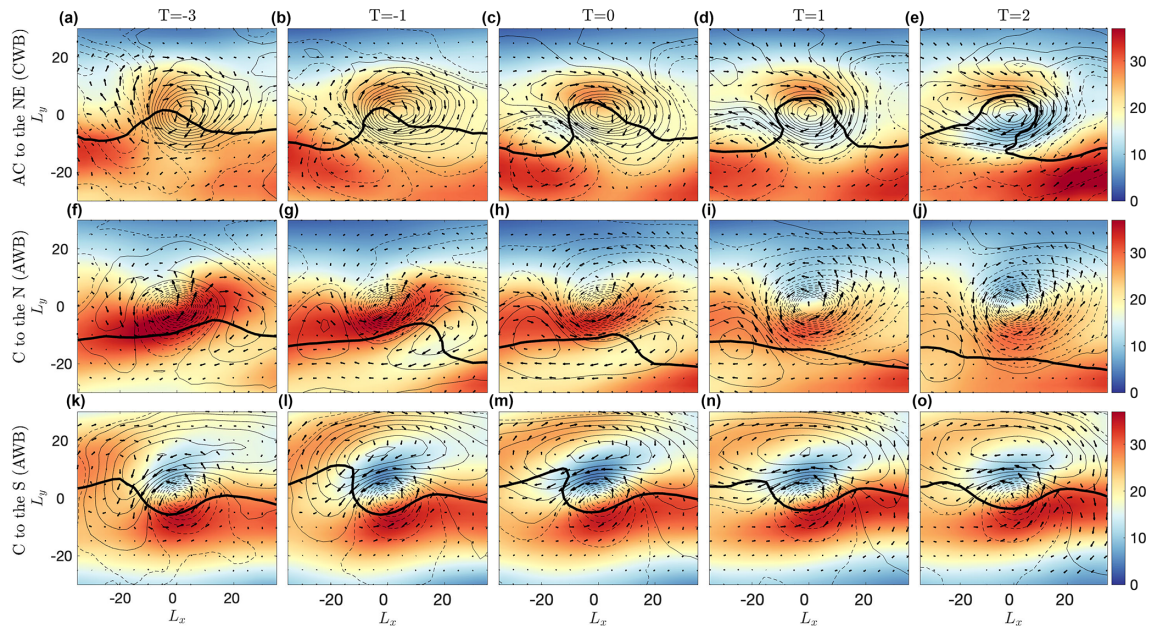 (a) T=-3 (b) T=-1 (c) T=0 (d) T=1 (e) T=2
AC to the NE (CWB)
L_y
20
0
-20
30
20
10
0
(f) (g) (h) (i) (j)
C to the N (AWB)
L_y
20
0
-20
30
20
10
0
(k) (l) (m) (n) (o)
C to the S (AWB)
L_y
20
0
-20
30
20
10
0
-20 0 20 -20 0 20 -20 0 20 -20 0 20 -20 0 20
L_x L_x L_x L_x L_x